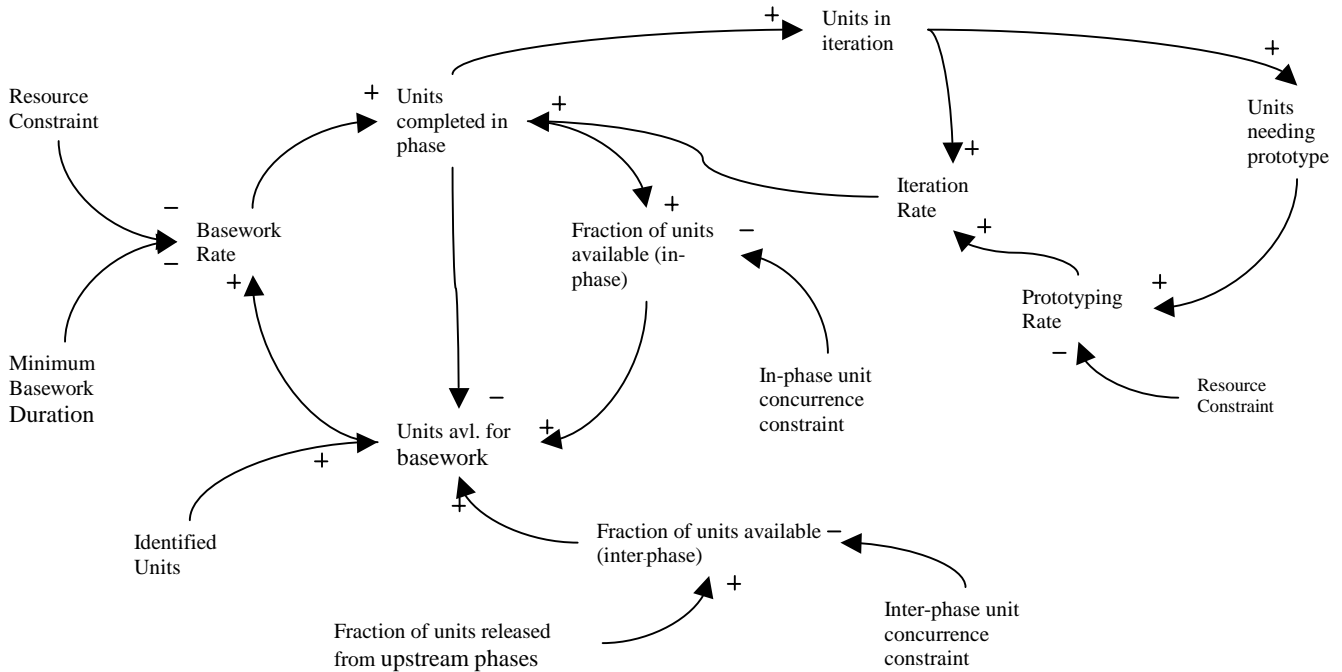 +
Units in
iteration
+
Resource
Constraint
+
Units
completed in
phase
+
Units
needing
prototype
+
Iteration
Rate
−
Basework
Rate
−
+
+
Fraction of units
available (in-
phase)
−
+
+
Prototyping
Rate
−
Minimum
Basework
Duration
In-phase unit
concurrence
constraint
Resource
Constraint
−
Units avl. for
basework
+
+
+
Identified
Units
Fraction of units available −
(inter-phase)
+
Inter-phase unit
concurrence
constraint
Fraction of units released
from upstream phases